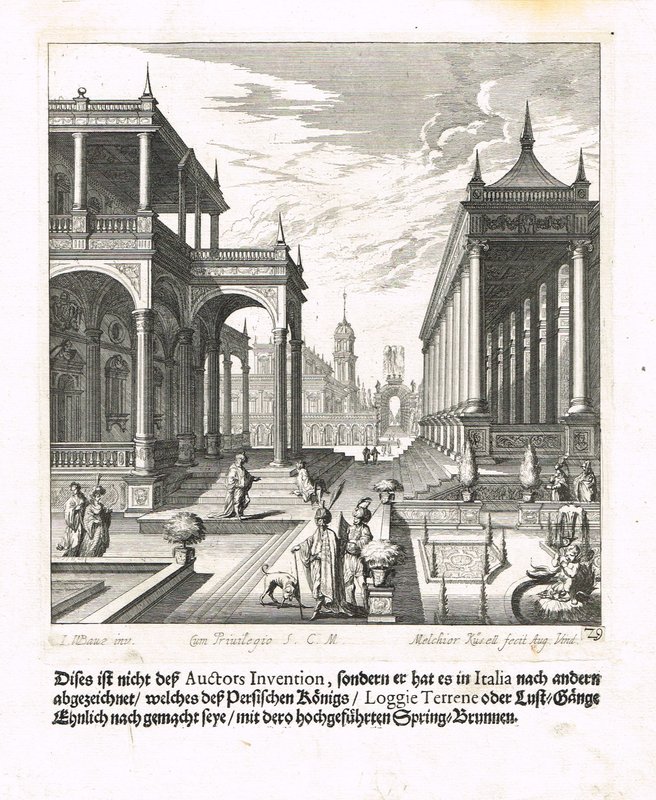 I. W. Baur inv. Cum Privilegio S. C. M. Melchior Küsell fecit Aug. Vind. 29
Dises ist nicht deß Auctors Invention, sondern er hat es in Italia nach andern
abgezeichnet/ welches deß Persischen Königs/ Loggie Terrene oder Lust-Gänge
Ehnlich nach gemacht seye/ mit dero hochgeführten Spring-Brunnen.